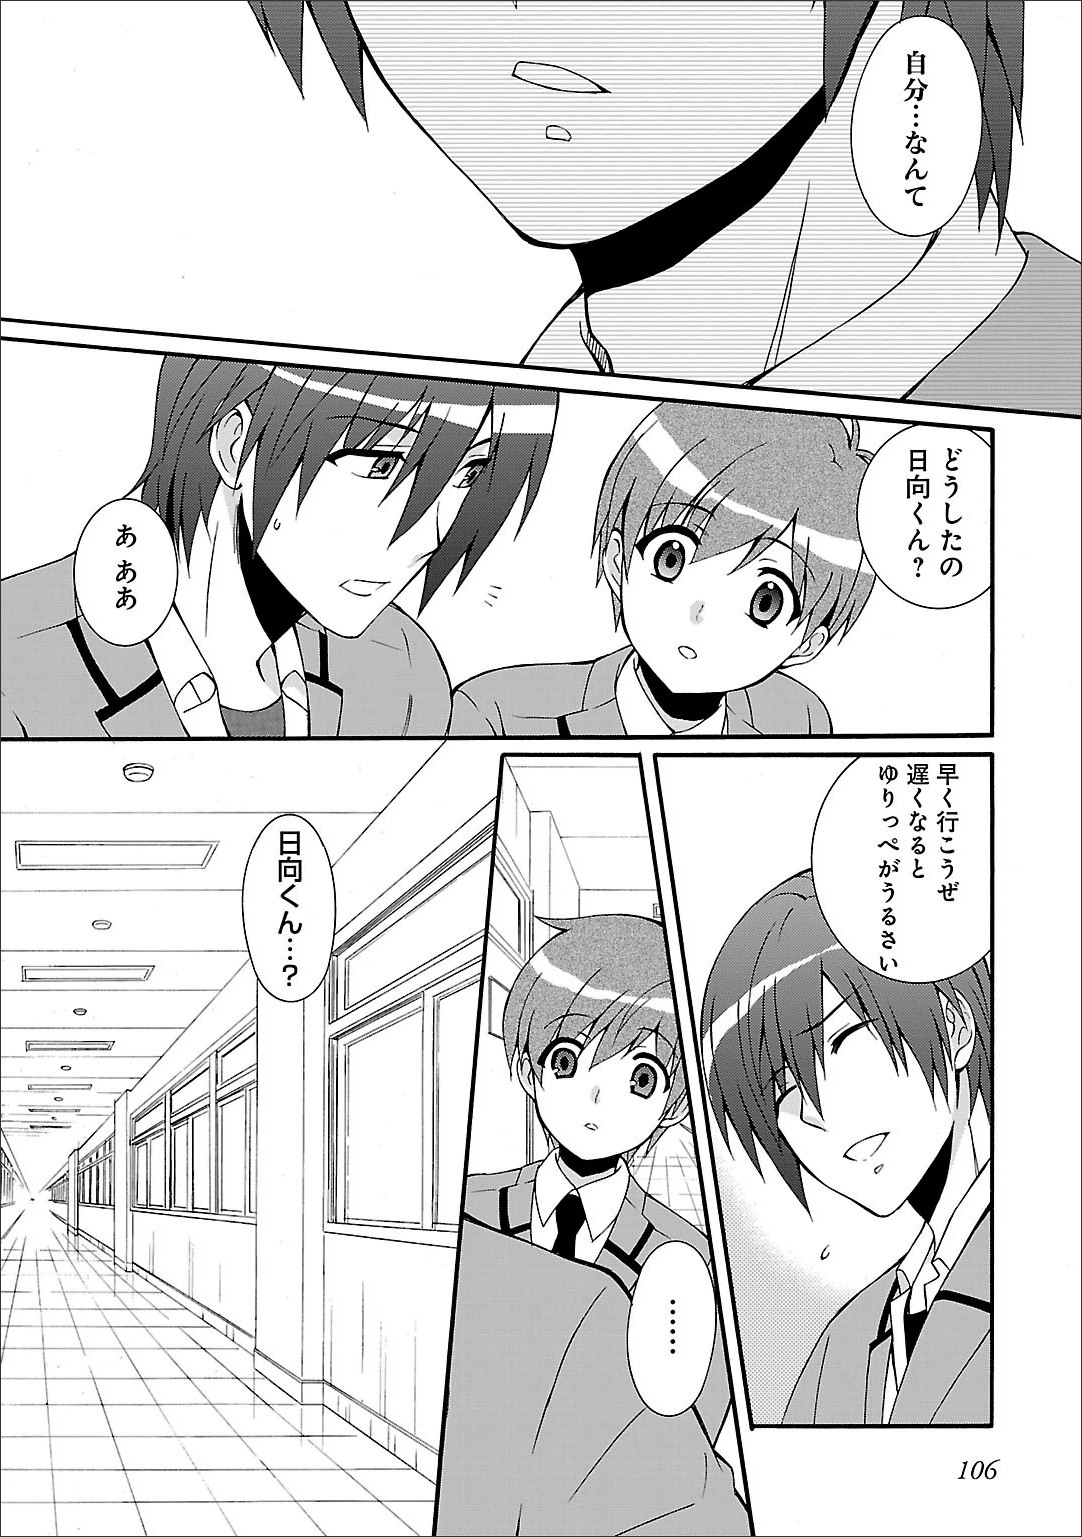 自分…なんて
どうしたの
日向くん？
あ ああ
早く行こうぜ
遅くなると
ゆりっぺがうるさい
……
日向くん…？
106